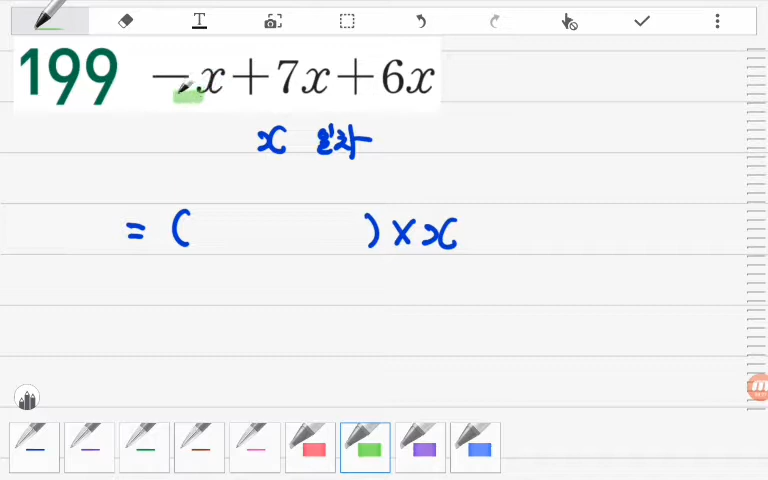 199 −x+7x+6x
x 일차
= ( ) × x